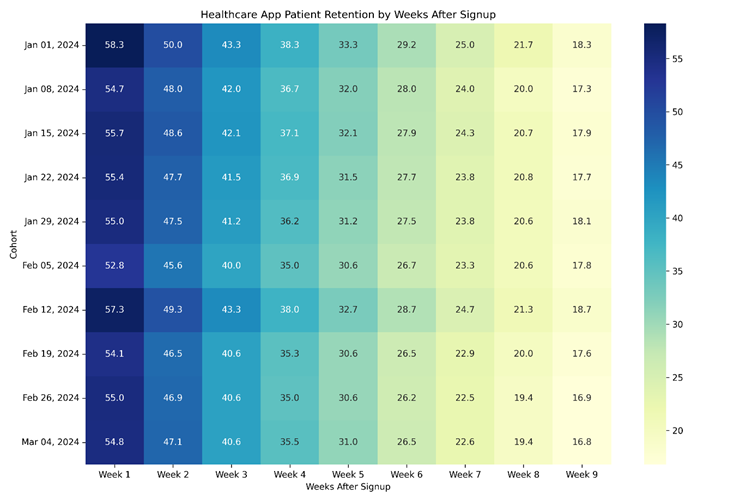 Healthcare App Patient Retention by Weeks After Signup
Jan 01, 2024 58.3 50.0 43.3 38.3 33.3 29.2 25.0 21.7 18.3
Jan 08, 2024 54.7 48.0 42.0 36.7 32.0 28.0 24.0 20.0 17.3
Jan 15, 2024 55.7 48.6 42.1 37.1 32.1 27.9 24.3 20.7 17.9
Jan 22, 2024 55.4 47.7 41.5 36.9 31.5 27.7 23.8 20.8 17.7
Jan 29, 2024 55.0 47.5 41.2 36.2 31.2 27.5 23.8 20.6 18.1
Feb 05, 2024 52.8 45.6 40.0 35.0 30.6 26.7 23.3 20.6 17.8
Feb 12, 2024 57.3 49.3 43.3 38.0 32.7 28.7 24.7 21.3 18.7
Feb 19, 2024 54.1 46.5 40.6 35.3 30.6 26.5 22.9 20.0 17.6
Feb 26, 2024 55.0 46.9 40.6 35.0 30.6 26.2 22.5 19.4 16.9
Mar 04, 2024 54.8 47.1 40.6 35.5 31.0 26.5 22.6 19.4 16.8
Week 1 Week 2 Week 3 Week 4 Week 5 Week 6 Week 7 Week 8 Week 9
Weeks After Signup
Cohort
55
50
45
40
35
30
25
20